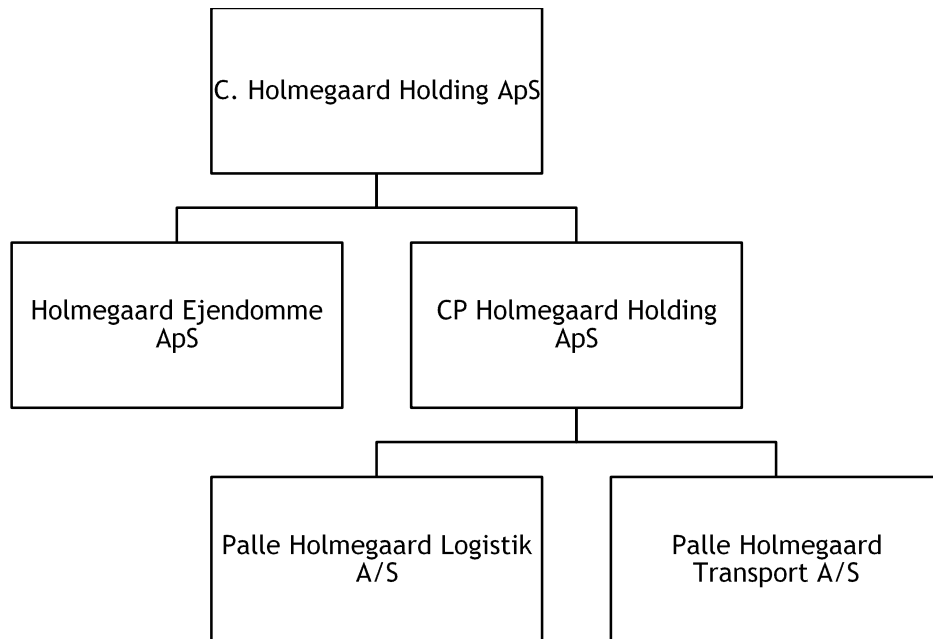 C. Holmegaard Holding ApS
Holmegaard Ejendomme
ApS
CP Holmegaard Holding
ApS
Palle Holmegaard Logistik
A/S
Palle Holmegaard
Transport A/S